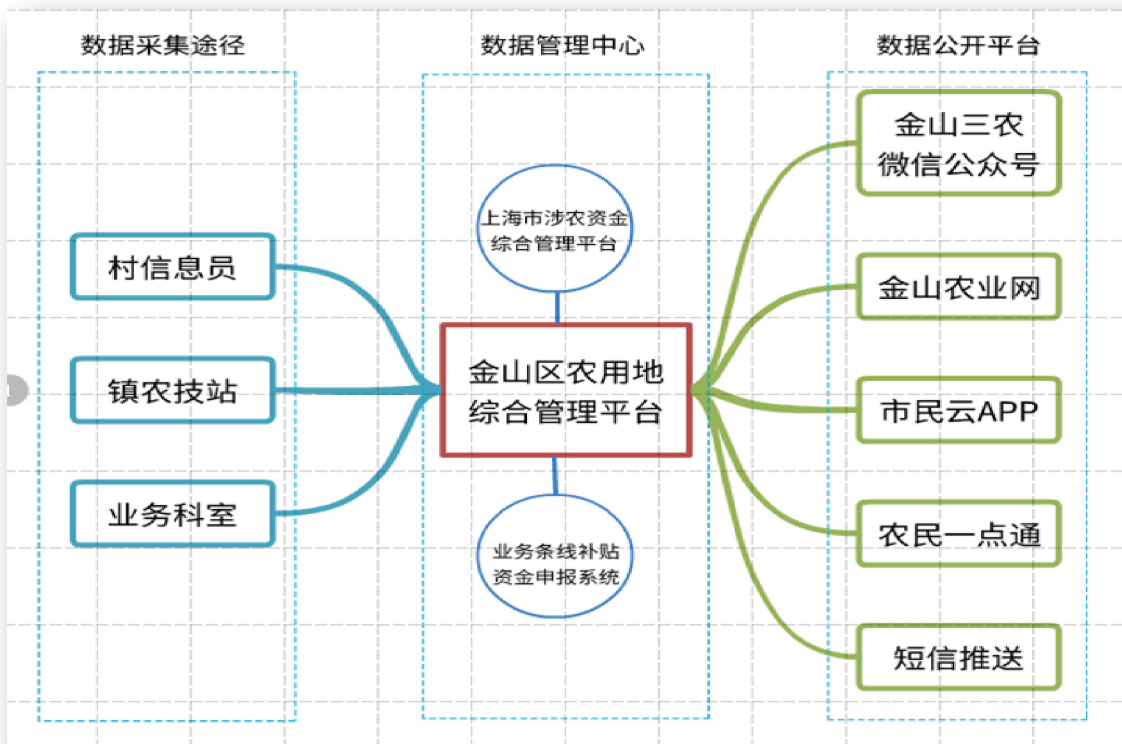 数据采集途径
数据管理中心
数据公开平台
村信息员
镇农技站
业务科室
上海市涉农资金
综合管理平台
金山区农用地
综合管理平台
业务条线补贴
资金申报系统
金山三农
微信公众号
金山农业网
市民云APP
农民一点通
短信推送